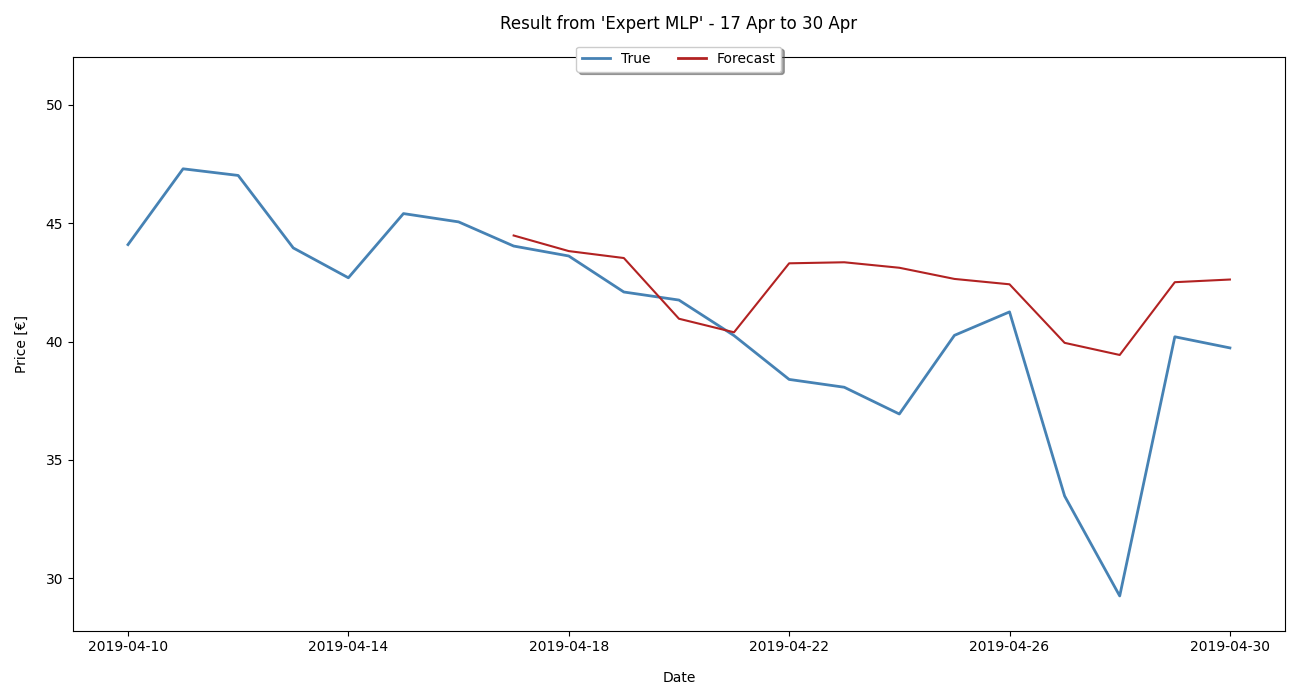 Result from 'Expert MLP' - 17 Apr to 30 Apr
True Forecast
50
45
40
35
30
Price [€]
2019-04-10 2019-04-14 2019-04-18 2019-04-22 2019-04-26 2019-04-30
Date